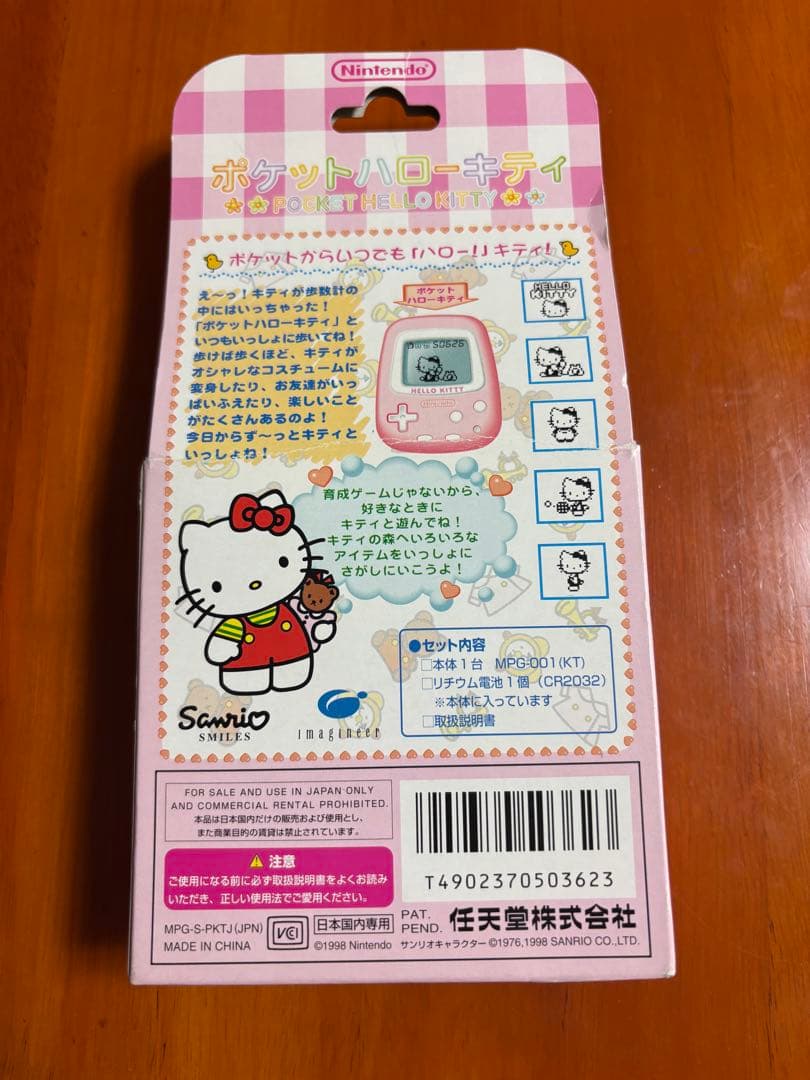 Nintendo
ポケットハローキティ
POCKET HELLO KITTY
ポケットからいつでも「ハロー!」キティ!
え〜っ!キティが歩数計の
中にはいっちゃった!
「ポケットハローキティ」と
いつもいっしょに歩いてね!
歩けば歩くほど、キティが
オシャレなコスチュームに
変身したり、お友達がいっ
ぱいふえたり、楽しいこと
がたくさんあるのよ!
今日からず〜っとキティと
いっしょね!
ポケット
ハローキティ
50626
HELLO KITTY
Nintendo
HELLO
KITTY
育成ゲームじゃないから、
好きなときに
キティと遊んでね!
キティの森へいろいろな
アイテムをいっしょに
さがしにいこうよ!
●セット内容
□本体1台 MPG-001(KT)
□リチウム電池1個(CR2032)
※本体に入っています
□取扱説明書
Sanrio
SMILES
imagineer
FOR SALE AND USE IN JAPAN ONLY
AND COMMERCIAL RENTAL PROHIBITED.
本品は日本国内だけの販売および使用とし、
また商業目的の賃貸は禁止されています。
注意
ご使用になる前に必ず取扱説明書をよくお読み
いただき、正しい使用法でご愛用ください。
T4902370503623
MPG-S-PKTJ(JPN)
MADE IN CHINA
VCI
日本国内専用
©1998 Nintendo
PAT.
PEND.
任天堂株式会社
サンリオキャラクター ©1976,1998 SANRIO CO.,LTD.